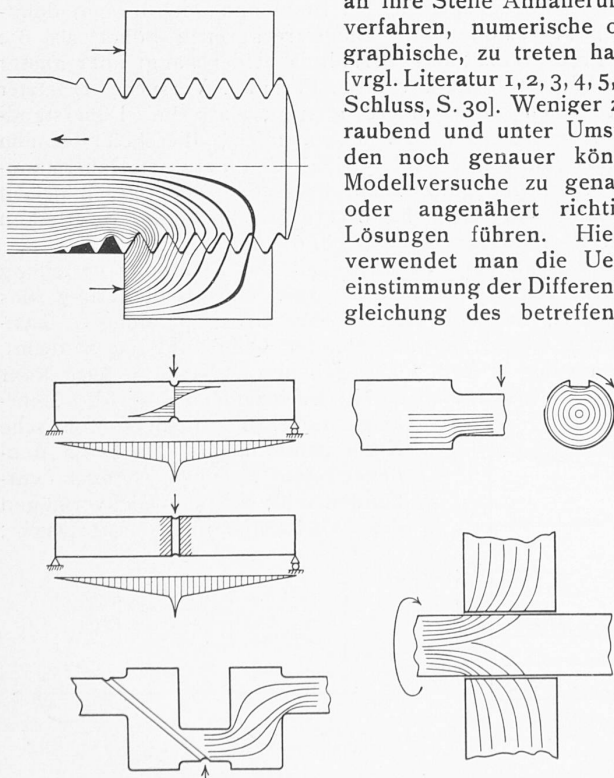 an ihre Stelle Annäherun
verfahren, numerische o
graphische, zu treten ha
[vrgl. Literatur 1, 2, 3, 4, 5,
Schluss, S. 30]. Weniger z
raubend und unter Ums
den noch genauer kön
Modellversuche zu gena
oder angenähert richti
Lösungen führen. Hie
verwendet man die Ue
einstimmung der Differen
gleichung des betreffen